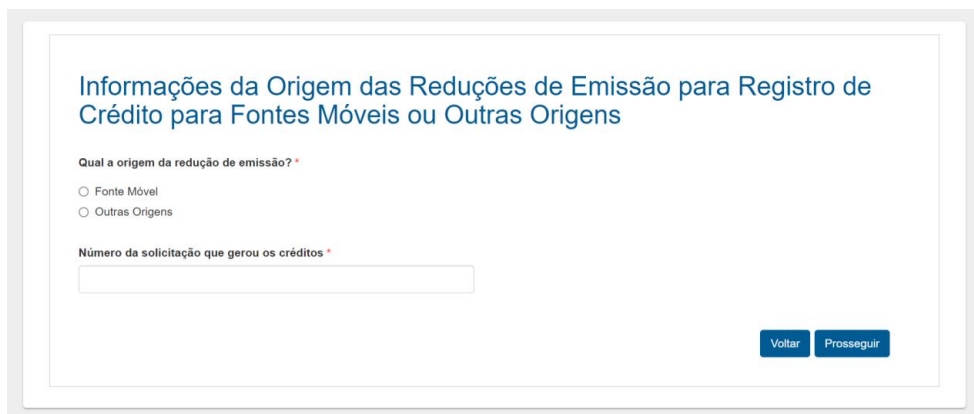 Informações da Origem das Reduções de Emissão para Registro de
Crédito para Fontes Móveis ou Outras Origens
Qual a origem da redução de emissão? *
Fonte Móvel
Outras Origens
Número da solicitação que gerou os créditos *
Voltar Prosseguir